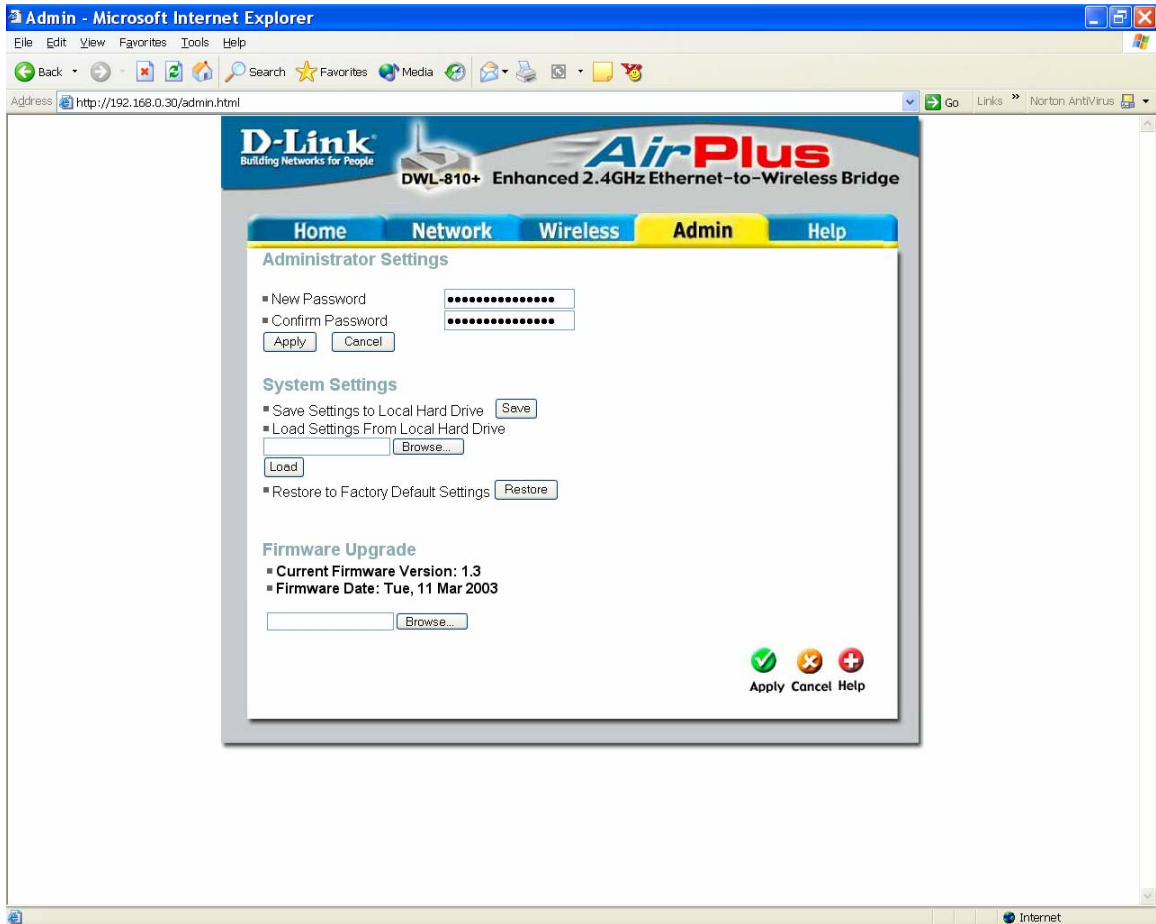 Admin - Microsoft Internet Explorer
File Edit View Favorites Tools Help
Back Search Favorites Media
Address http://192.168.0.30/admin.html Go Links » Norton AntiVirus
D-Link
Building Networks for People
AirPlus
DWL-810+ Enhanced 2.4GHz Ethernet-to-Wireless Bridge
Home Network Wireless Admin Help
Administrator Settings
New Password •••••••••••••••
Confirm Password •••••••••••••••
Apply Cancel
System Settings
Save Settings to Local Hard Drive Save
Load Settings From Local Hard Drive
Browse...
Load
Restore to Factory Default Settings Restore
Firmware Upgrade
Current Firmware Version: 1.3
Firmware Date: Tue, 11 Mar 2003
Browse...
Apply Cancel Help
Internet